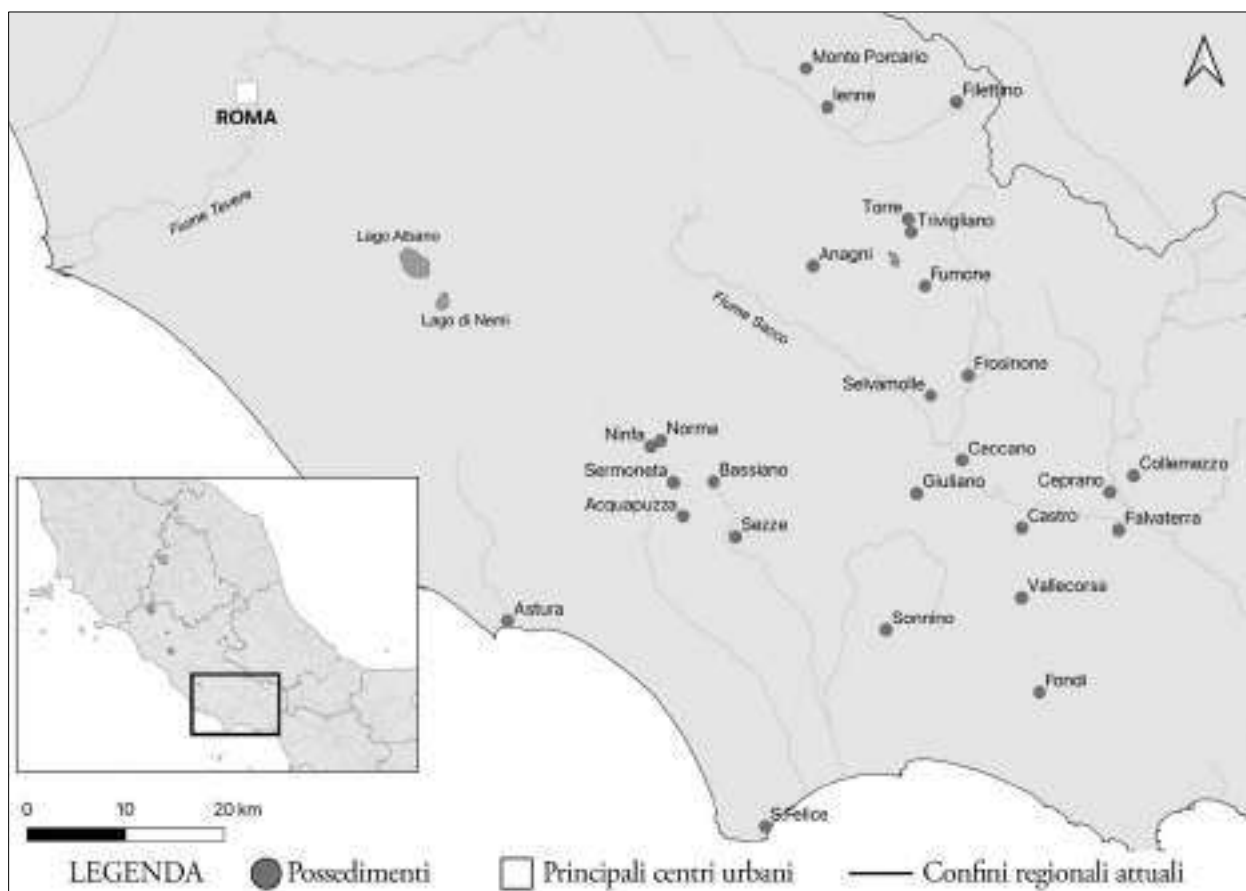 Monte Porcario
Ienne
Filettino
ROMA
Fiume Tevere
Lago Albano
Lago di Nemi
Torre
Trivigliano
Anagni
Fumone
Fiume Sacco
Frosinone
Selvamolle
Ninfa
Norma
Sermoneta
Bassiano
Acquapuzza
Sezze
Ceccano
Giuliano
Collemezzo
Ceprano
Castro
Falvaterra
Vallecorsa
Astura
Sonnino
Fondi
S.Felice
0 10 20 km
LEGENDA Possedimenti Principali centri urbani Confini regionali attuali